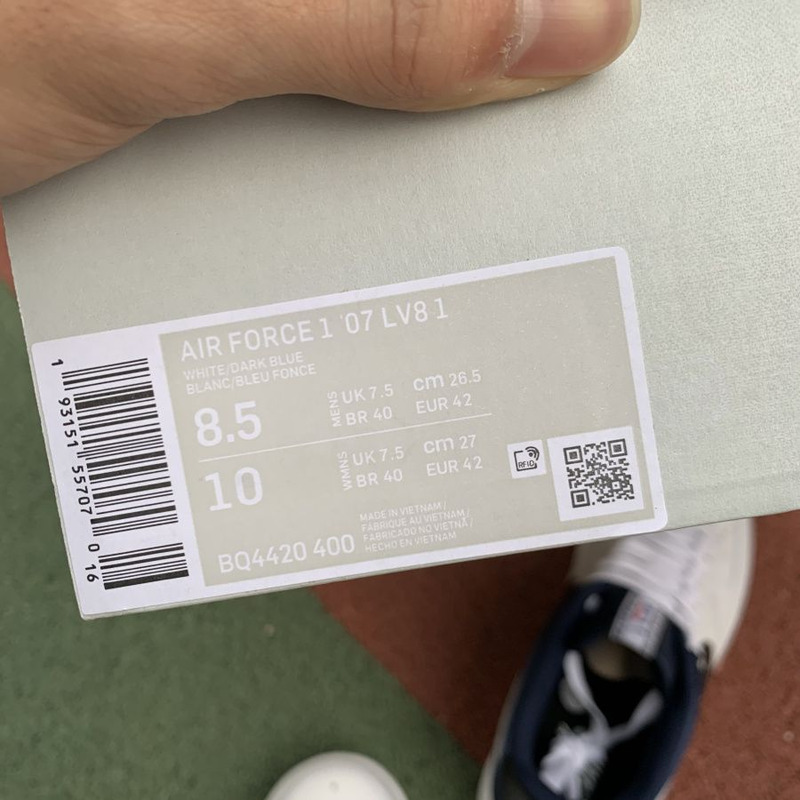 AIR FORCE 1 '07 LV8 1
WHITE/DARK BLUE
BLANC/BLEU FONCE
8.5
MENS
UK 7.5 cm 26.5
BR 40 EUR 42
10
WMNS
UK 7.5 cm 27
BR 40 EUR 42
RFID
BQ4420 400
MADE IN VIETNAM /
FABRIQUE AU VIETNAM /
FABRICADO NO VIETNÃ /
HECHO EN VIETNAM
1 93151 55707 0 16